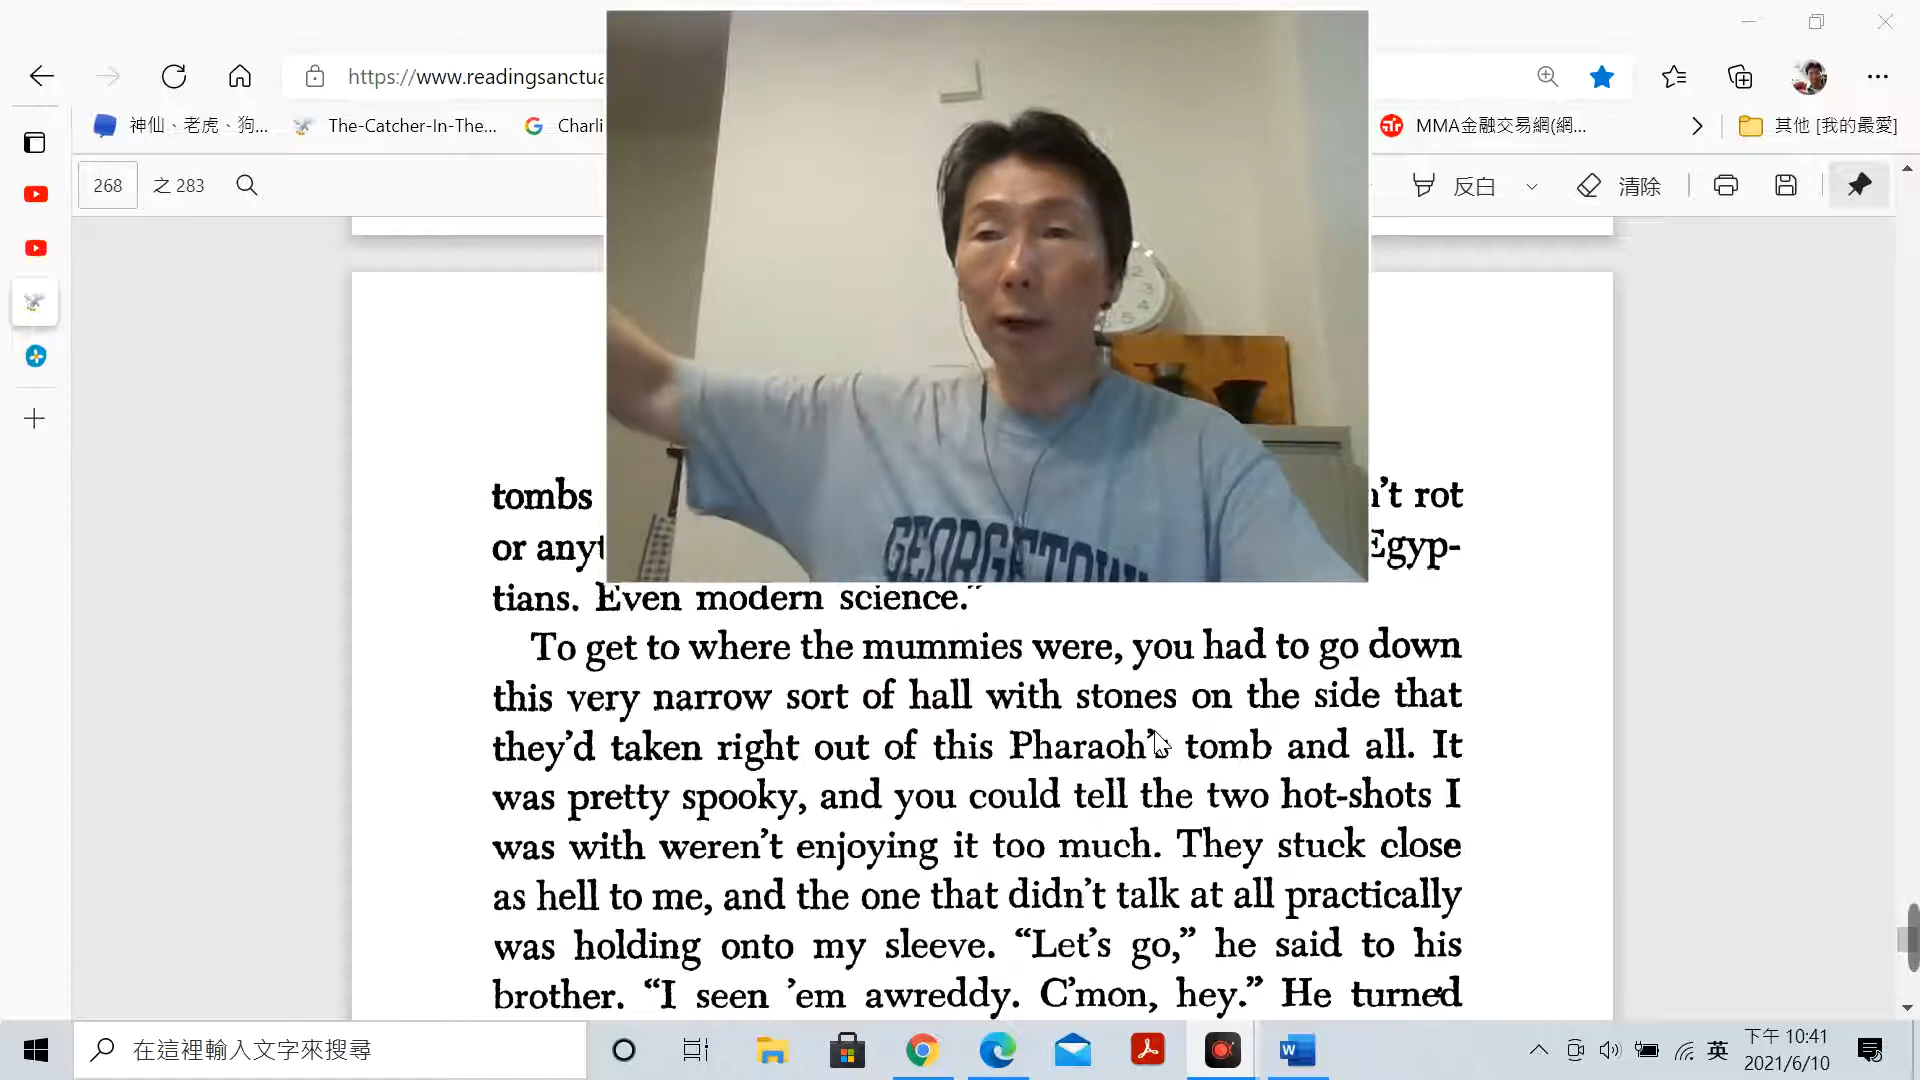 https://www.readingsanctua
神仙、老虎、狗...
The-Catcher-In-The...
Charli
MMA金融交易網(網...
其他 [我的最愛]
268 之 283
反白
清除
2
3
4
5
GEORGETOWN
tombs
n't rot
or anyt
Egyp-
tians. Even modern science."
To get to where the mummies were, you had to go down
this very narrow sort of hall with stones on the side that
they'd taken right out of this Pharaoh's tomb and all. It
was pretty spooky, and you could tell the two hot-shots I
was with weren't enjoying it too much. They stuck close
as hell to me, and the one that didn't talk at all practically
was holding onto my sleeve. "Let's go," he said to his
brother. "I seen 'em awreddy. C'mon, hey." He turned
在這裡輸入文字來搜尋
英
下午 10:41
2021/6/10